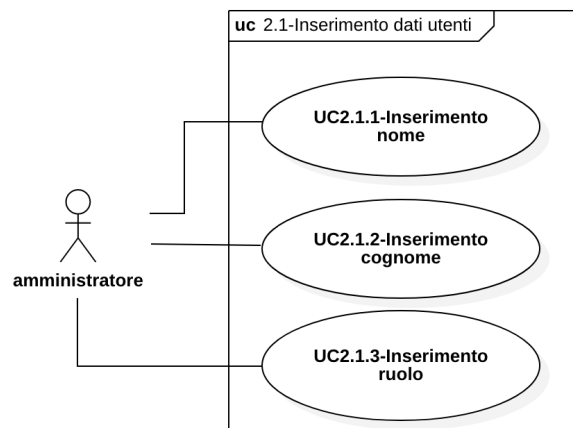 uc 2.1-Inserimento dati utenti
UC2.1.1-Inserimento
nome
UC2.1.2-Inserimento
cognome
amministratore
UC2.1.3-Inserimento
ruolo